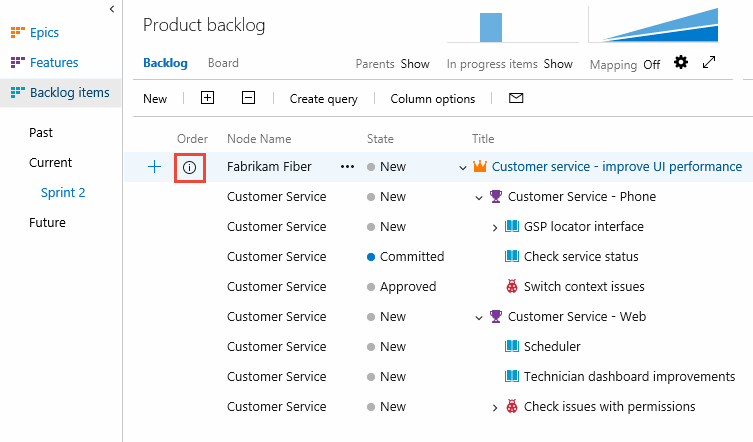 Product backlog
Epics
Features
Backlog items
Past
Current
Sprint 2
Future
Backlog Board Parents Show In progress items Show Mapping Off
New Create query Column options
Order Node Name State Title
Fabrikam Fiber ••• New Customer service - improve UI performance
Customer Service New Customer Service - Phone
Customer Service New GSP locator interface
Customer Service Committed Check service status
Customer Service Approved Switch context issues
Customer Service New Customer Service - Web
Customer Service New Scheduler
Customer Service New Technician dashboard improvements
Customer Service New Check issues with permissions